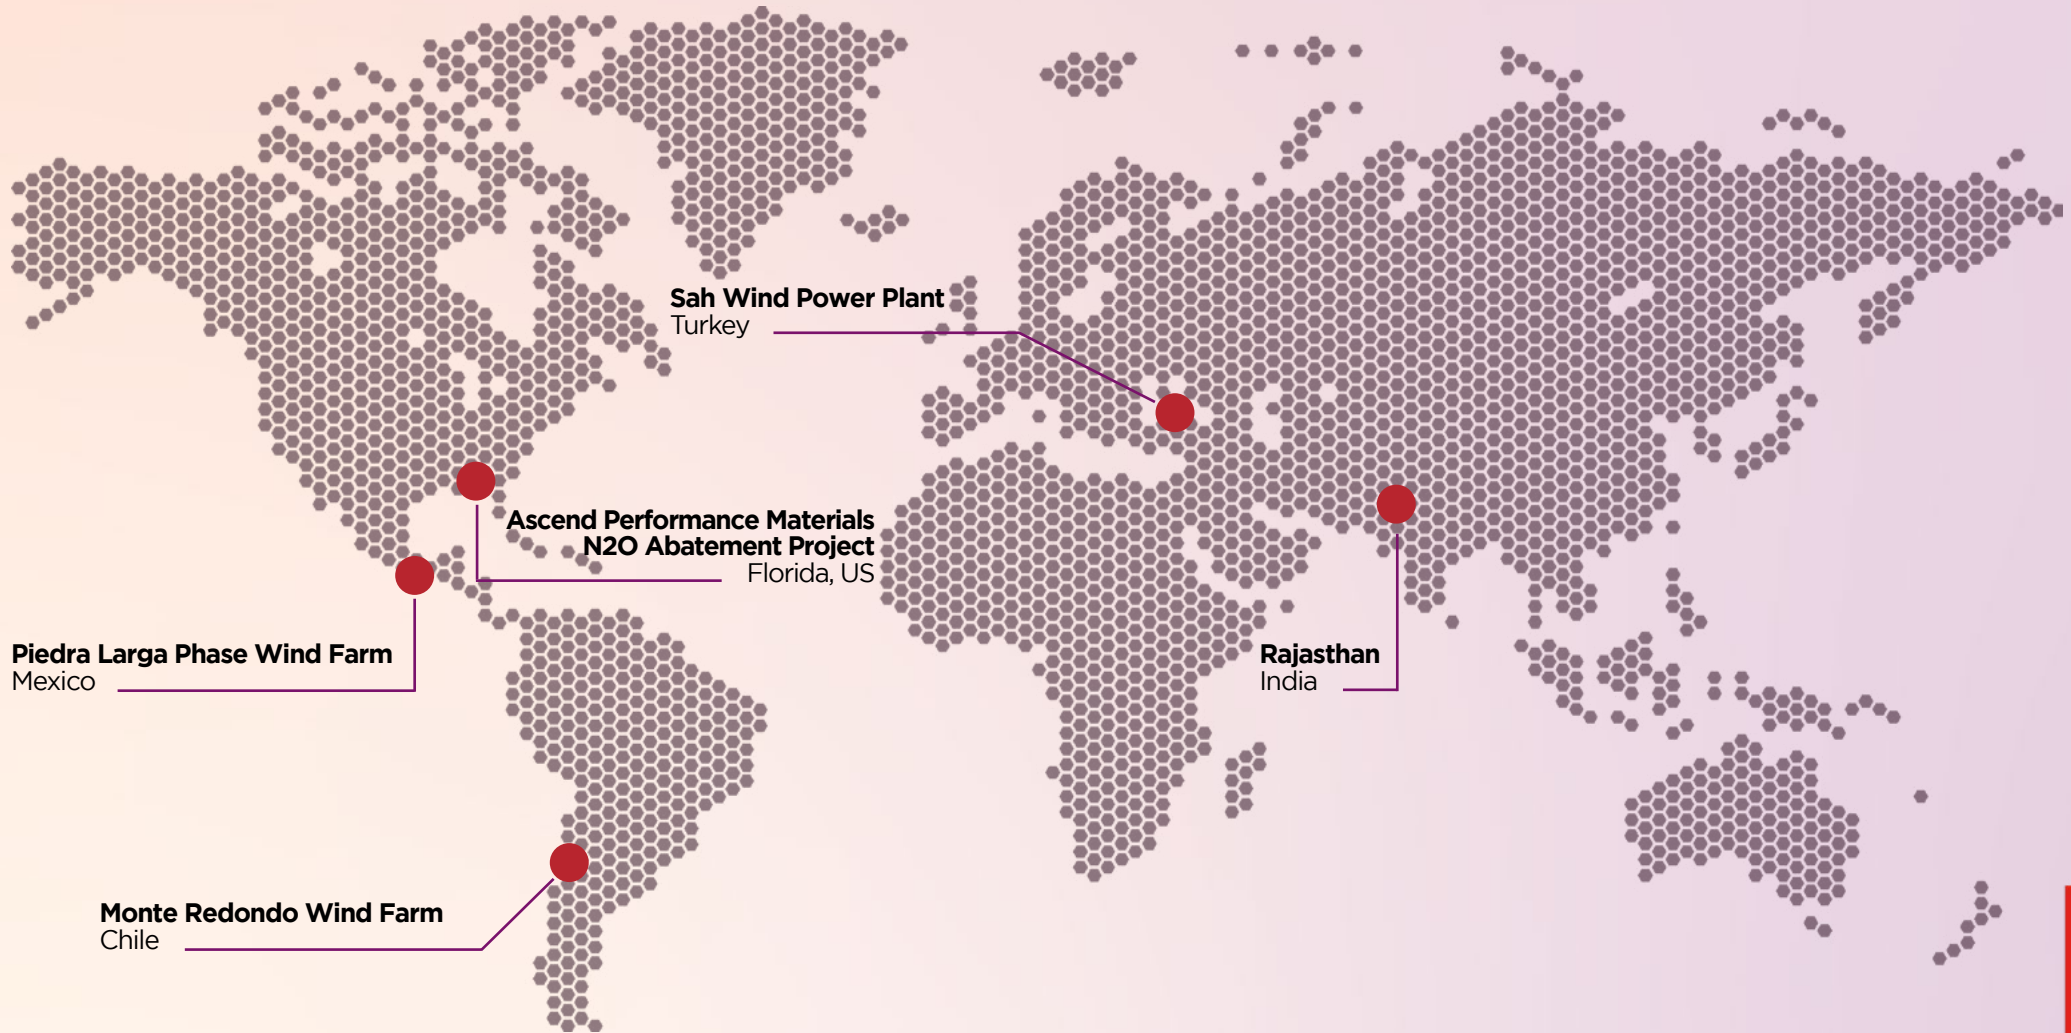 Sah Wind Power Plant
Turkey
Ascend Performance Materials
N2O Abatement Project
Florida, US
Piedra Larga Phase Wind Farm
Mexico
Rajasthan
India
Monte Redondo Wind Farm
Chile